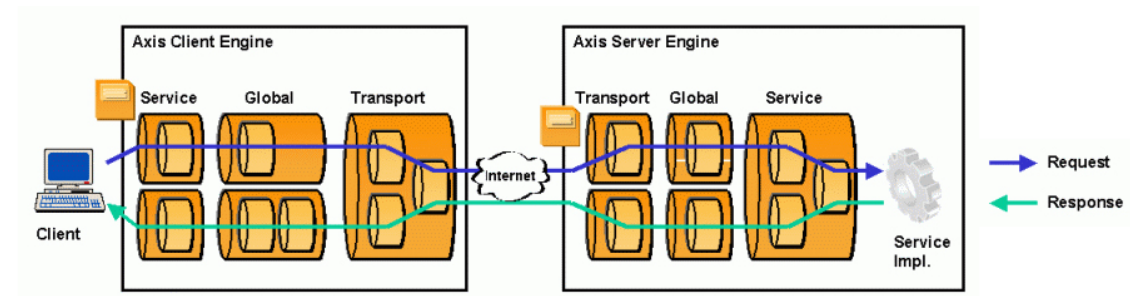 Axis Client Engine
Axis Server Engine
Service
Global
Transport
Transport
Global
Service
Internet
Request
Response
Client
Service
Impl.